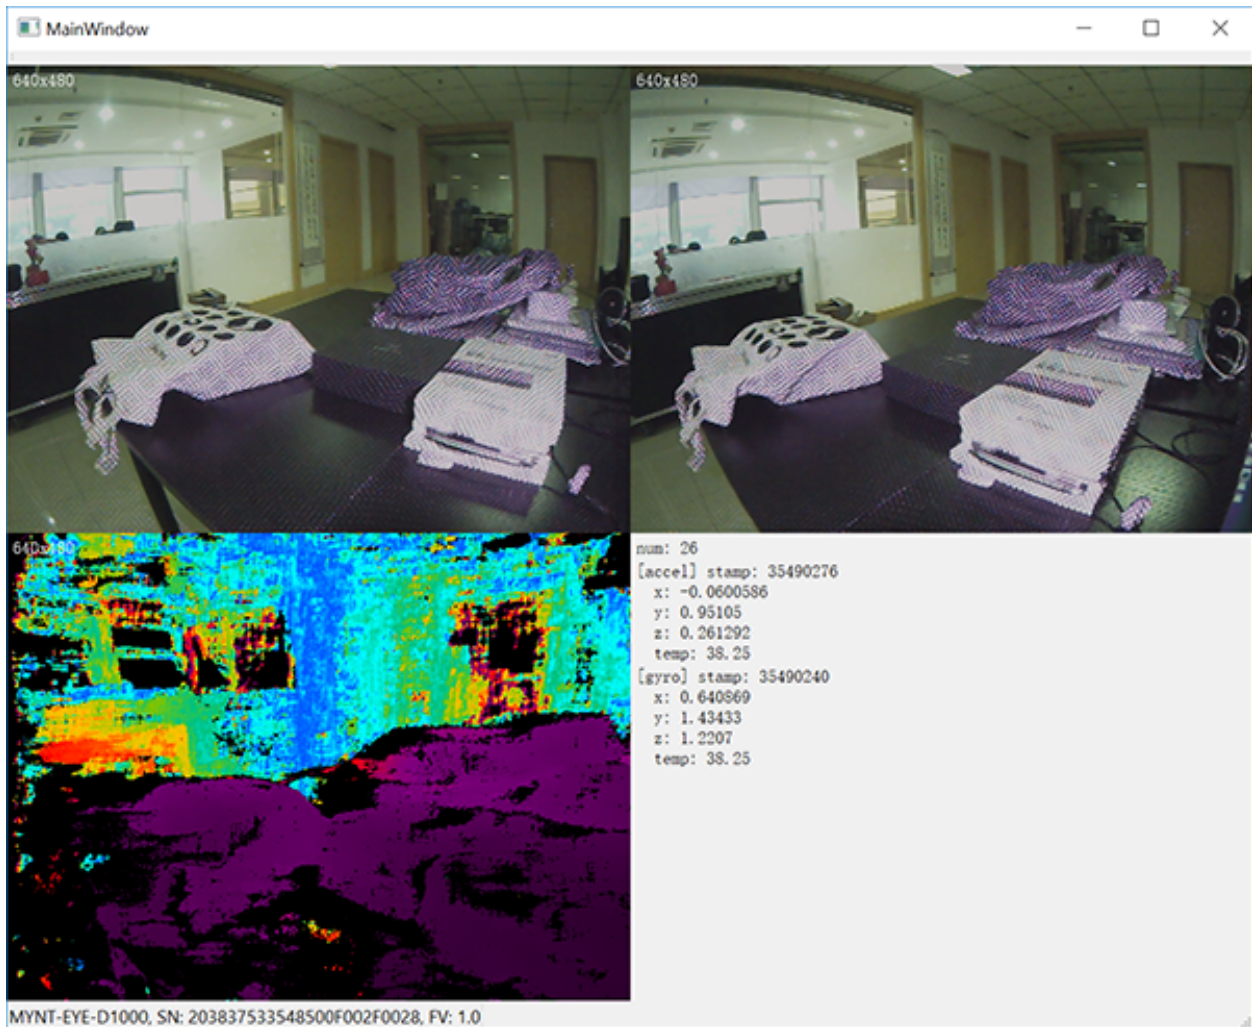 MainWindow
640x480
640x480
640x480
num: 26
[accel] stamp: 35490276
x: -0.0600586
y: 0.95105
z: 0.261292
temp: 38.25
[gyro] stamp: 35490240
x: 0.640869
y: 1.43433
z: 1.2207
temp: 38.25
MYNT-EYE-D1000, SN: 203837533548500F002F0028, FV: 1.0